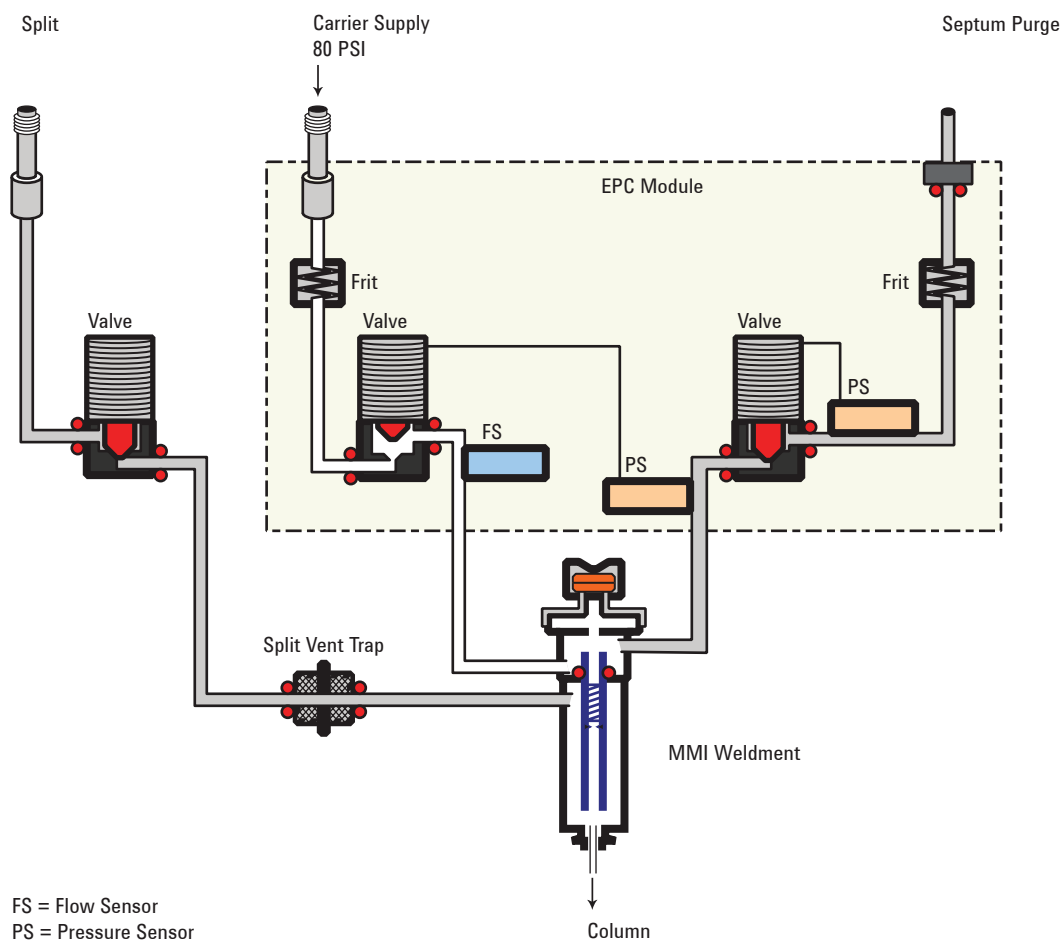 Split
Carrier Supply
80 PSI
Septum Purge
EPC Module
Frit
Frit
Valve
Valve
Valve
PS
FS
PS
Split Vent Trap
MMI Weldment
FS = Flow Sensor
PS = Pressure Sensor
Column